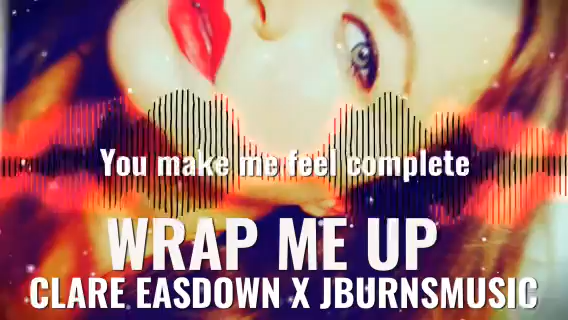 You make me feel complete
WRAP ME UP
CLARE EASDOWN X JBURNSMUSIC